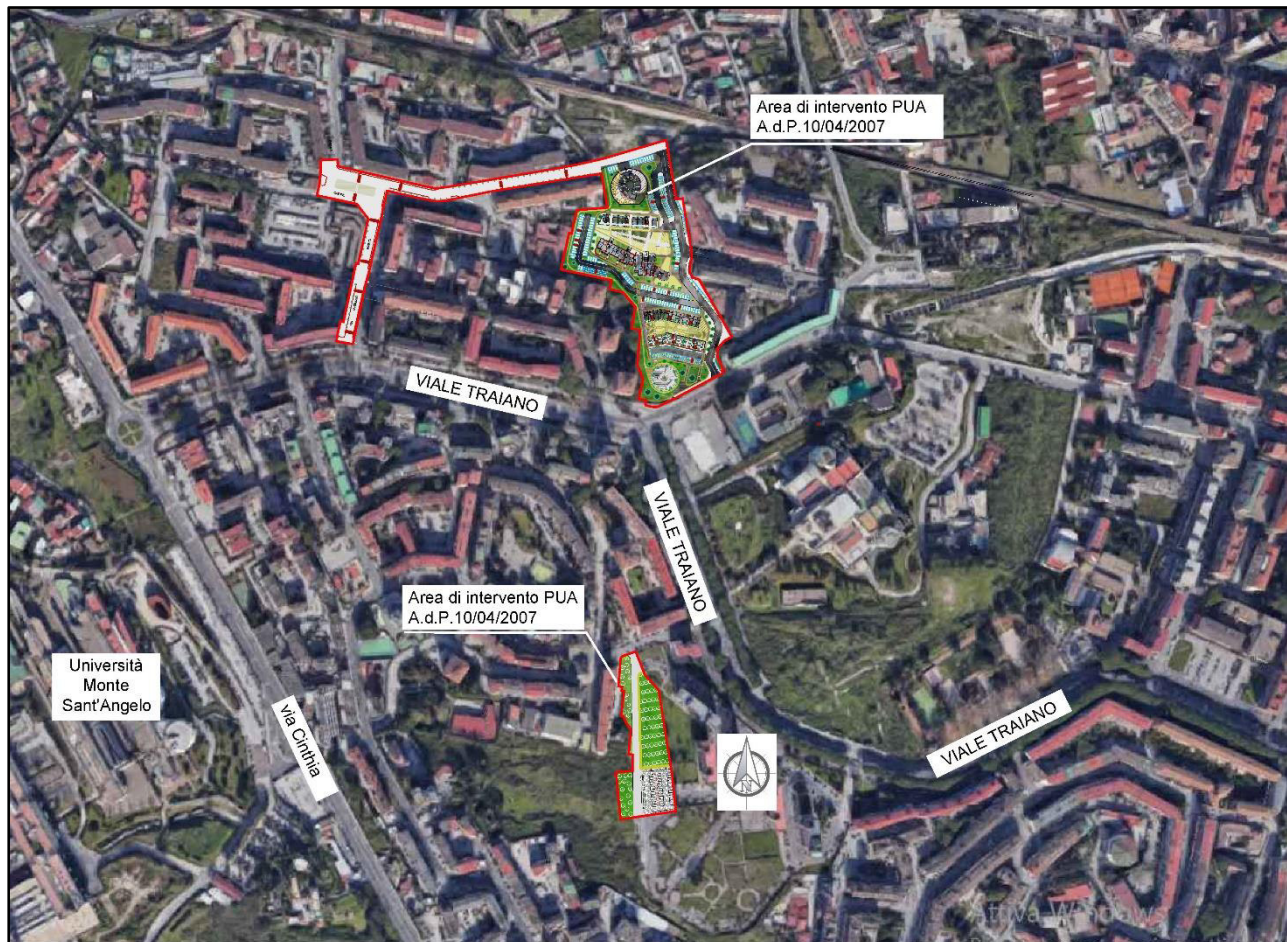 Area di intervento PUA
A.d.P.10/04/2007
VIALE TRAIANO
VIALE TRAIANO
Area di intervento PUA
A.d.P.10/04/2007
Università
Monte
Sant'Angelo
via Cinthia
VIALE TRAIANO
N
Attiva Windows